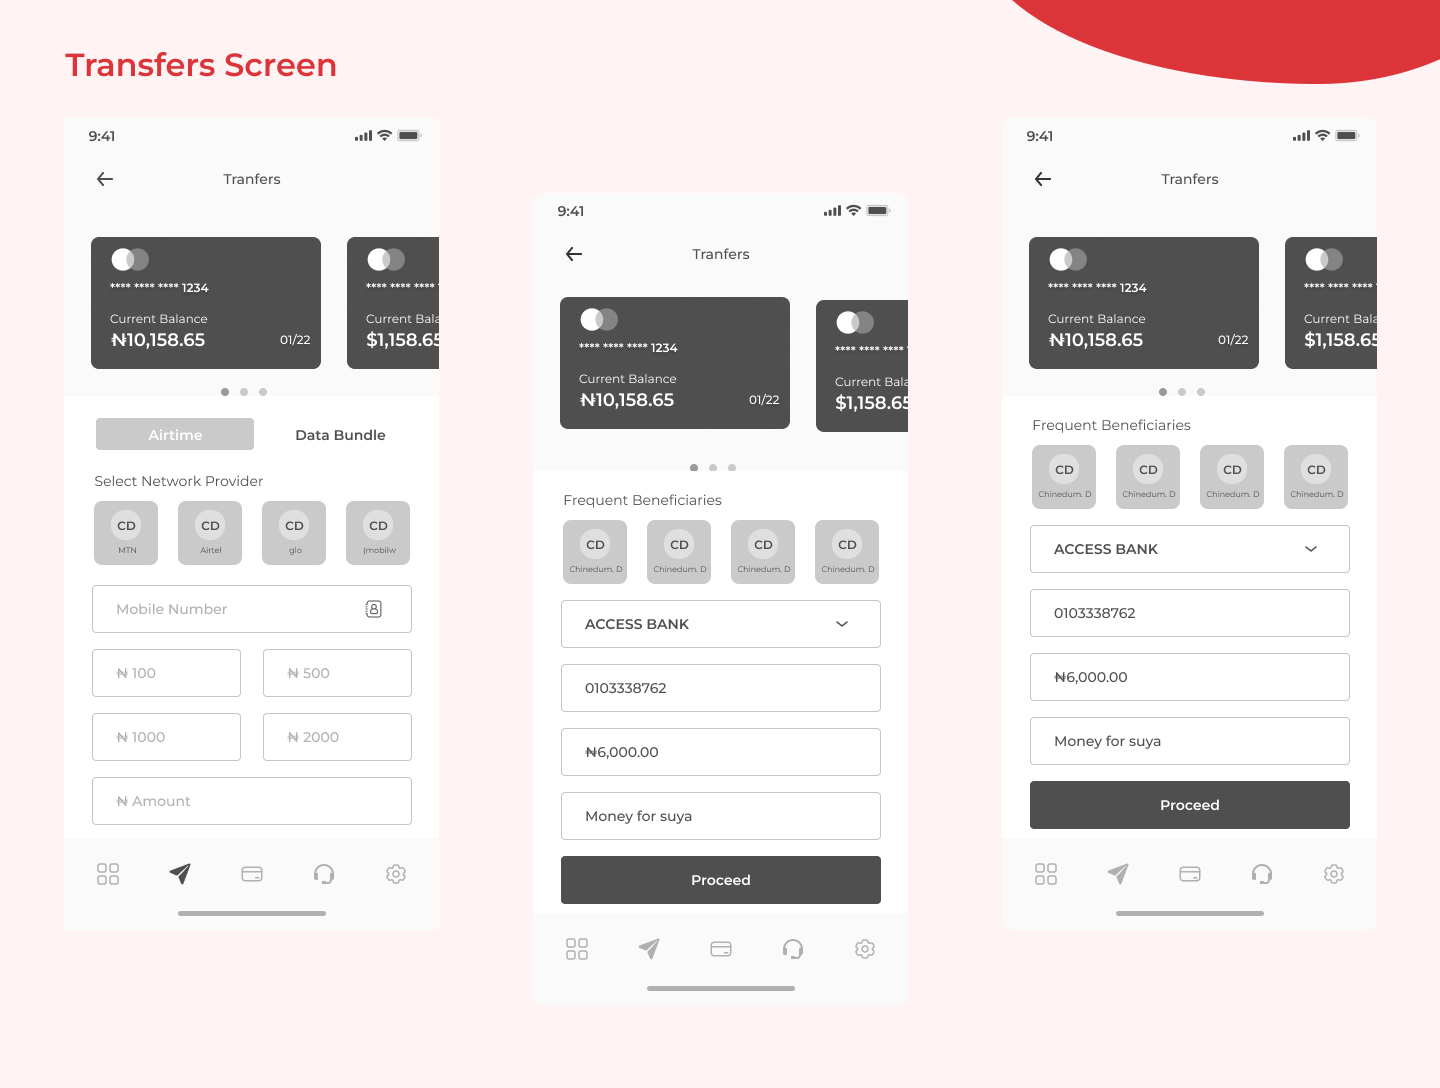 Transfers Screen
9:41
Tranfers
**** **** **** 1234
Current Balance
₦10,158.65
01/22
**** **** ****
Current Bala
$1,158.65
Airtime
Data Bundle
Select Network Provider
CD
MTN
CD
Airtel
CD
glo
CD
(mobilw
Mobile Number
₦ 100
₦ 500
₦ 1000
₦ 2000
₦ Amount
9:41
Tranfers
**** **** **** 1234
Current Balance
₦10,158.65
01/22
**** **** ****
Current Bala
$1,158.65
Frequent Beneficiaries
CD
Chinedum. D
CD
Chinedum. D
CD
Chinedum. D
CD
Chinedum. D
ACCESS BANK
0103338762
₦6,000.00
Money for suya
Proceed
9:41
Tranfers
**** **** **** 1234
Current Balance
₦10,158.65
01/22
**** **** ****
Current Bala
$1,158.65
Frequent Beneficiaries
CD
Chinedum. D
CD
Chinedum. D
CD
Chinedum. D
CD
Chinedum. D
ACCESS BANK
0103338762
₦6,000.00
Money for suya
Proceed